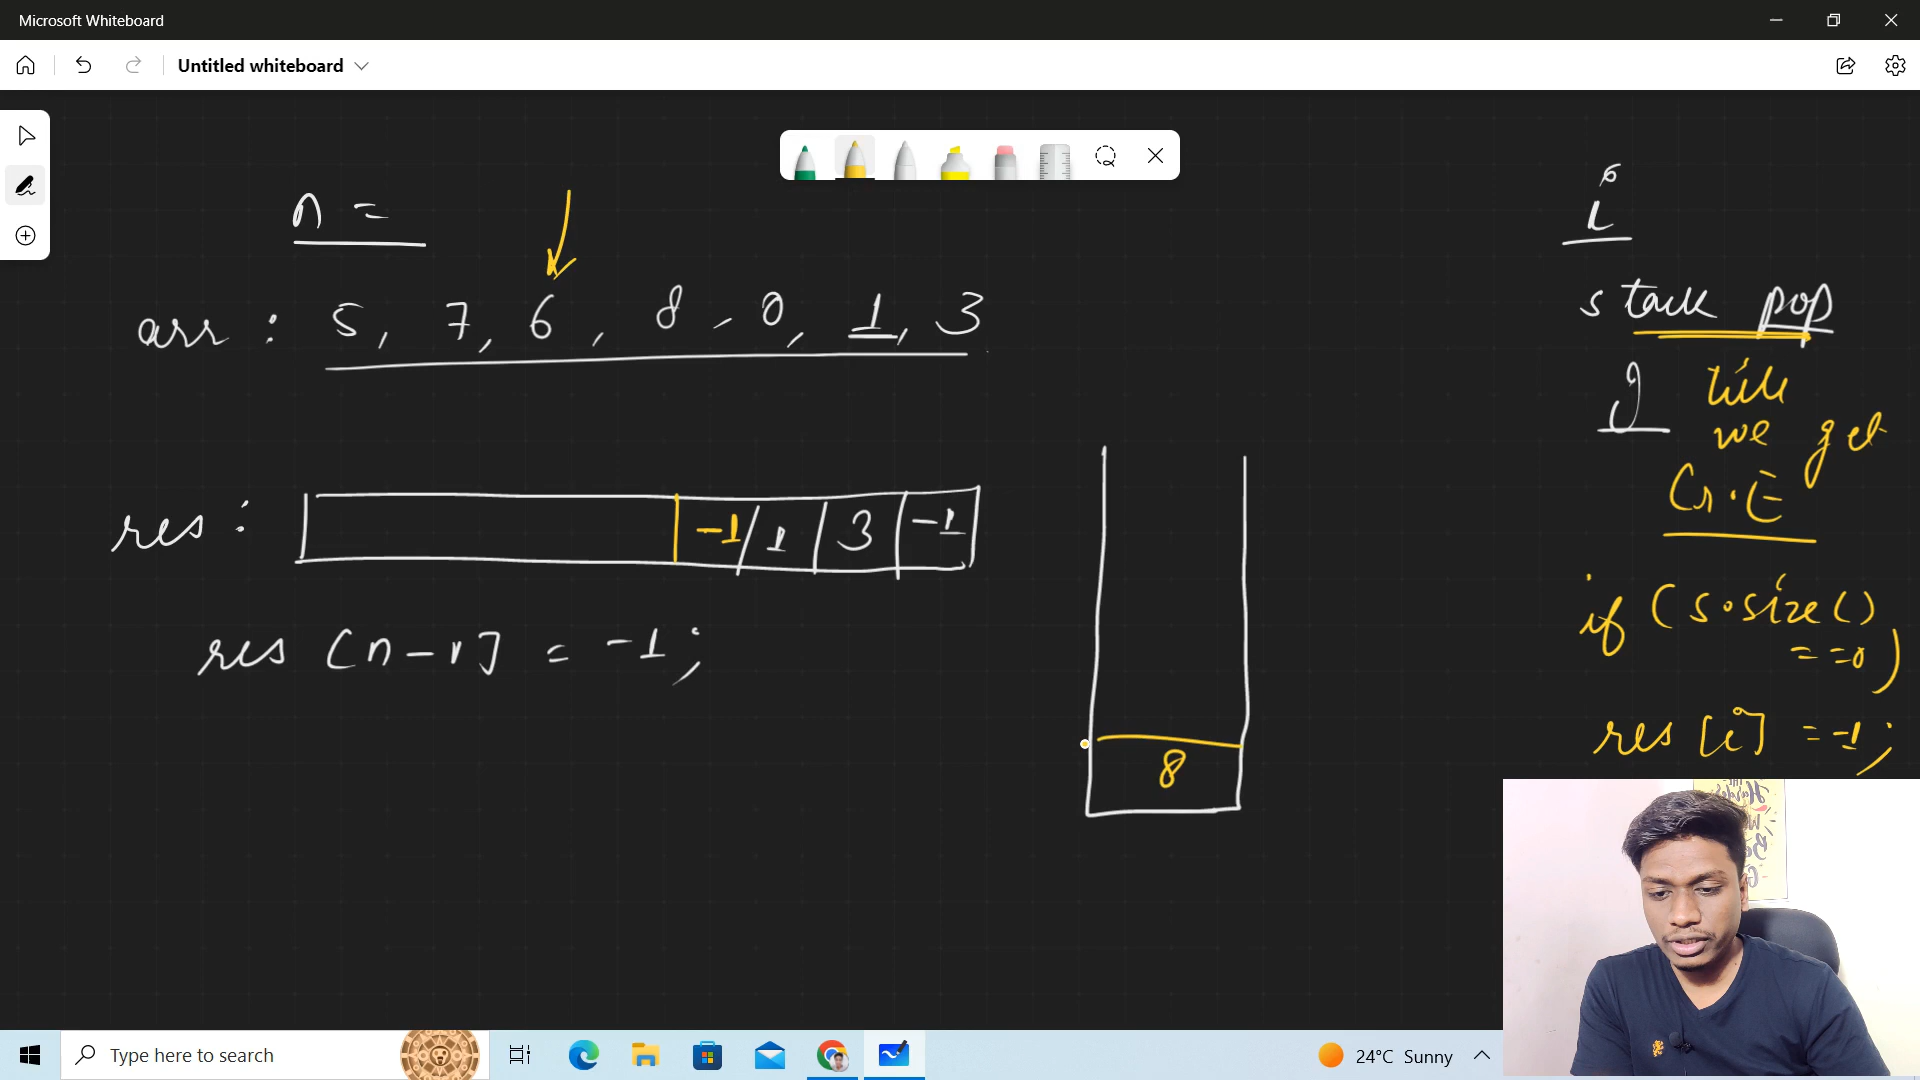 Microsoft Whiteboard
Untitled whiteboard
n =
arr : 5, 7, 6, 8, 0, 1, 3
res : -1 1 3 -1
res [n-1] = -1;
8
L
stack pop
till
we get
Gr.E
if (s.size()
==0)
res [i] = -1;
Type here to search
24°C Sunny